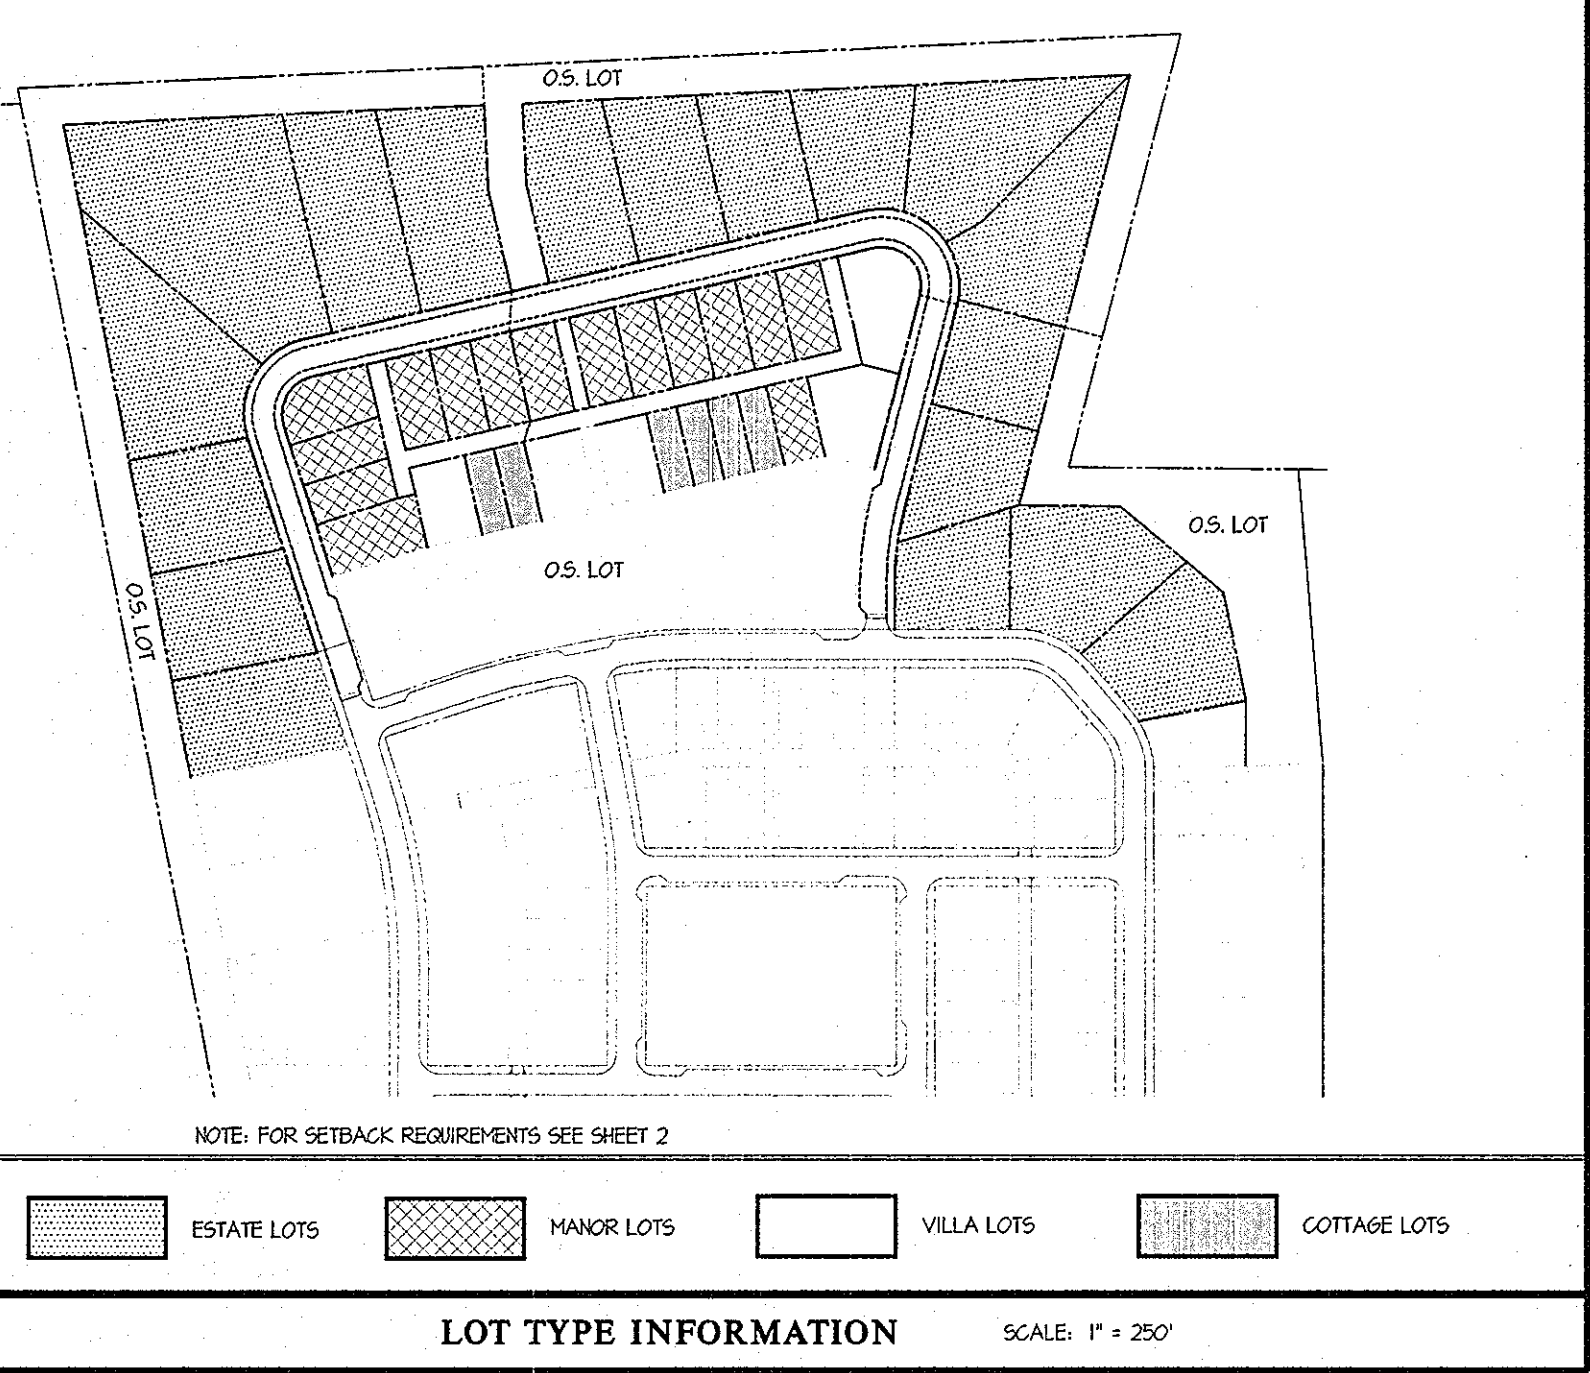 O.S. LOT
O.S. LOT
O.S. LOT
O.S. LOT
NOTE: FOR SETBACK REQUIREMENTS SEE SHEET 2
ESTATE LOTS
MANOR LOTS
VILLA LOTS
COTTAGE LOTS
LOT TYPE INFORMATION
SCALE: 1" = 250'